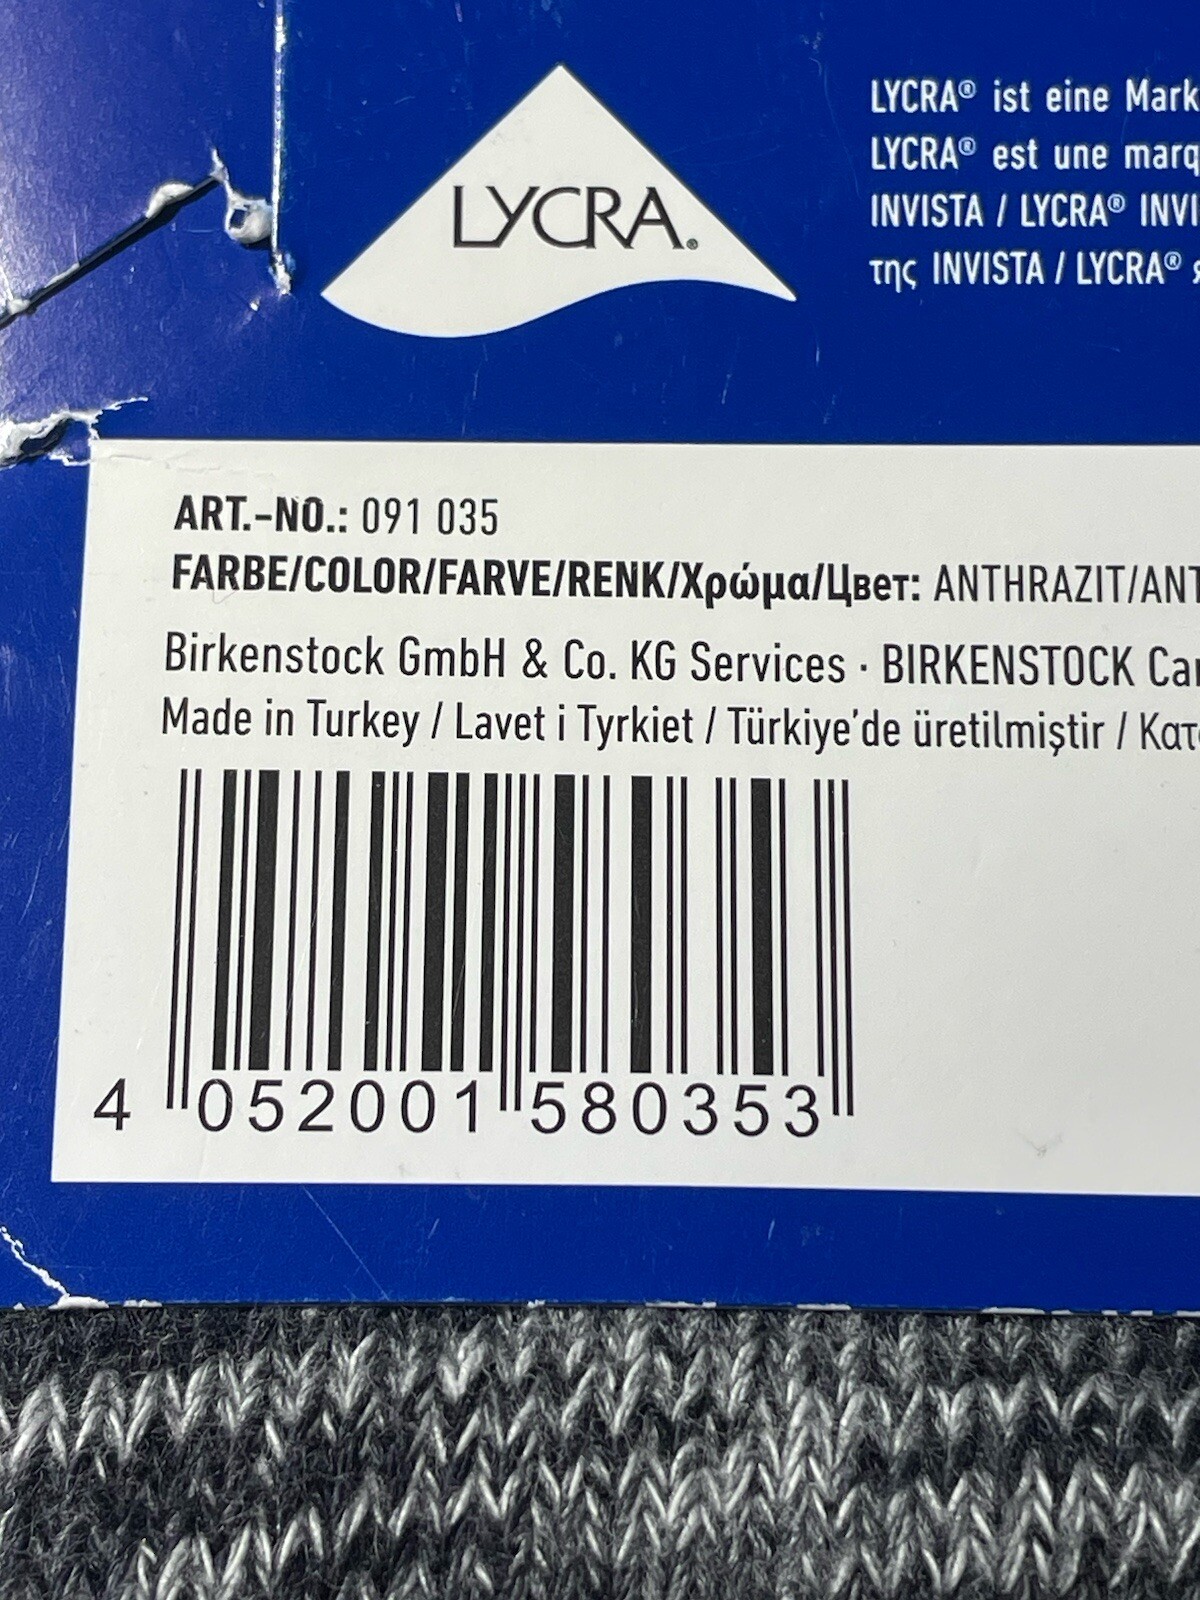 LYCRA®
LYCRA® ist eine Mark
LYCRA® est une marq
INVISTA / LYCRA® INVI
της INVISTA / LYCRA® я
ART.-NO.: 091 035
FARBE/COLOR/FARVE/RENK/Χρώμα/Цвет: ANTHRAZIT/ANT
Birkenstock GmbH & Co. KG Services · BIRKENSTOCK Ca
Made in Turkey / Lavet i Tyrkiet / Türkiye'de üretilmiştir / Κατ
4 052001 580353